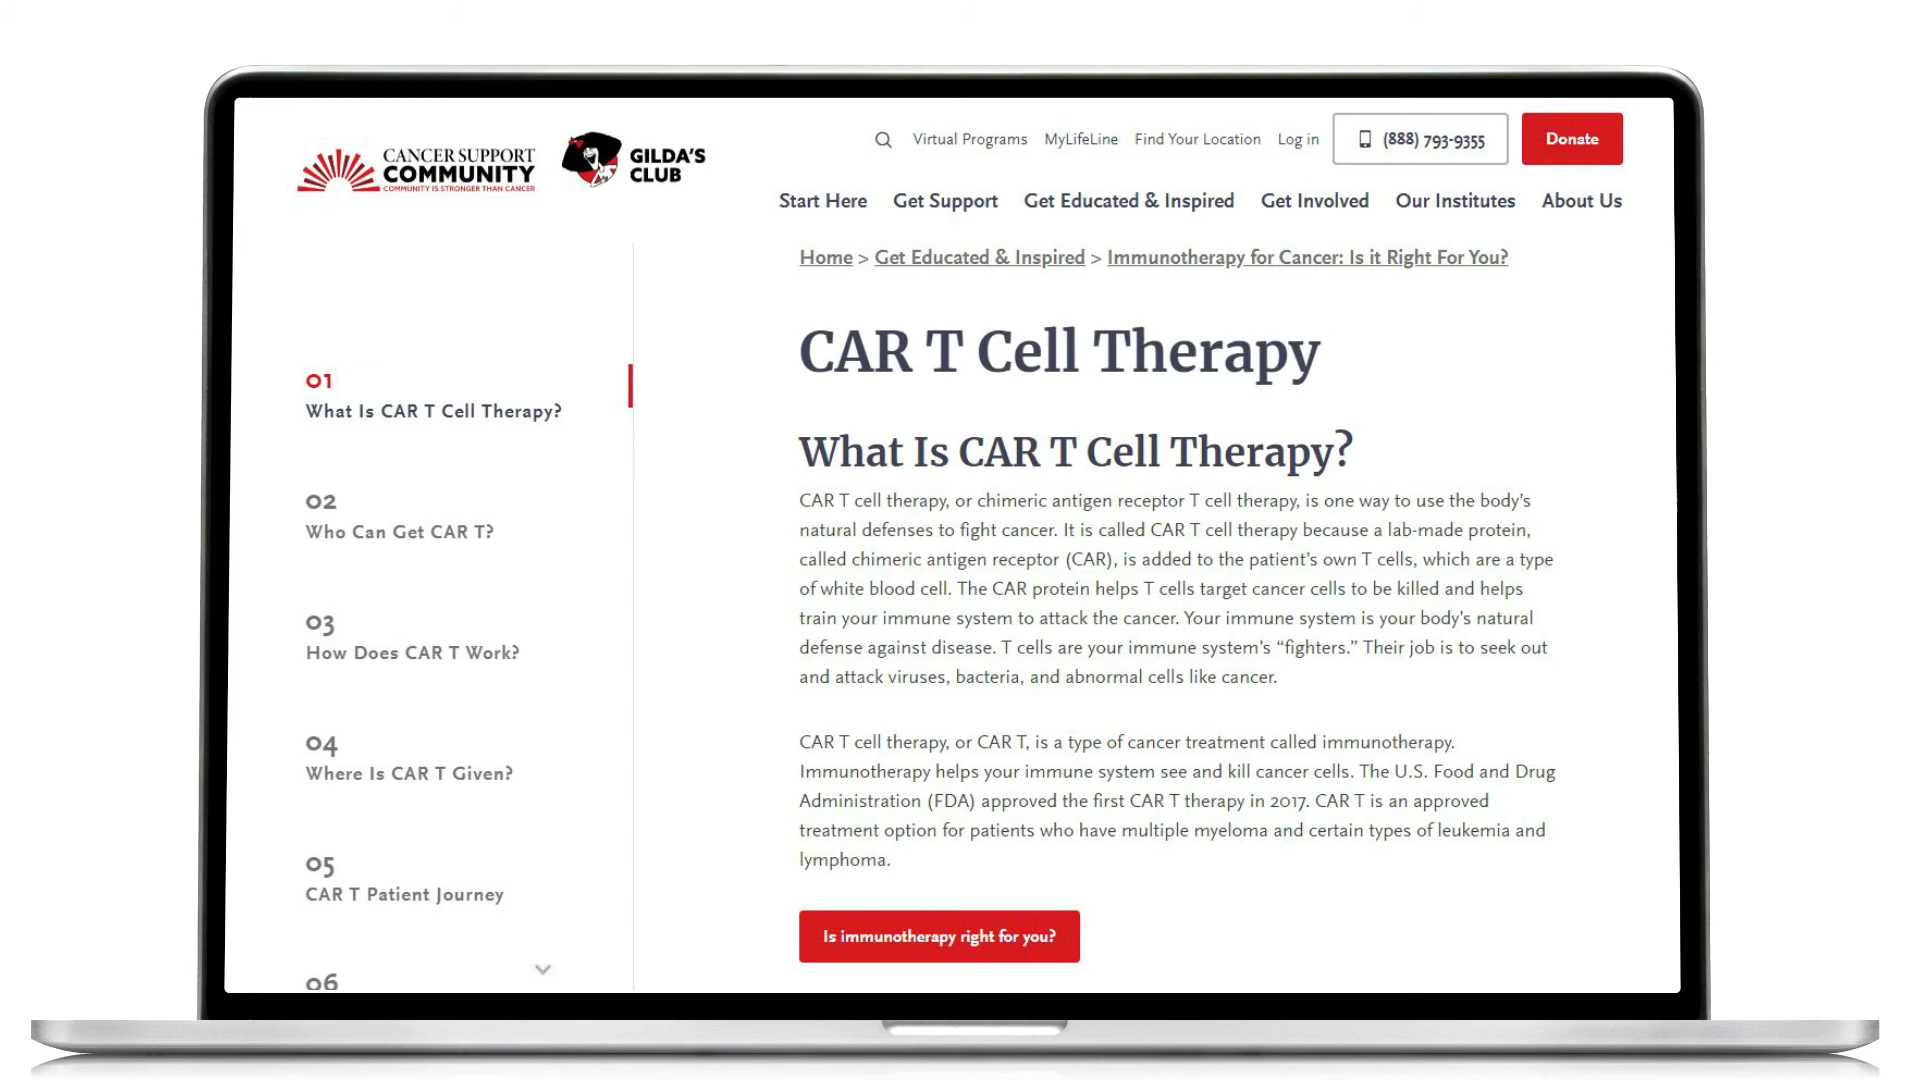 CANCER SUPPORT
COMMUNITY
COMMUNITY IS STRONGER THAN CANCER
GILDA'S
CLUB
Virtual Programs MyLifeLine Find Your Location Log in (888) 793-9355 Donate
Start Here Get Support Get Educated & Inspired Get Involved Our Institutes About Us
Home > Get Educated & Inspired > Immunotherapy for Cancer: Is it Right For You?
01
What Is CAR T Cell Therapy?
02
Who Can Get CAR T?
03
How Does CAR T Work?
04
Where Is CAR T Given?
05
CAR T Patient Journey
06
CAR T Cell Therapy
What Is CAR T Cell Therapy?
CAR T cell therapy, or chimeric antigen receptor T cell therapy, is one way to use the body's
natural defenses to fight cancer. It is called CAR T cell therapy because a lab-made protein,
called chimeric antigen receptor (CAR), is added to the patient's own T cells, which are a type
of white blood cell. The CAR protein helps T cells target cancer cells to be killed and helps
train your immune system to attack the cancer. Your immune system is your body's natural
defense against disease. T cells are your immune system's “fighters.” Their job is to seek out
and attack viruses, bacteria, and abnormal cells like cancer.
CAR T cell therapy, or CAR T, is a type of cancer treatment called immunotherapy.
Immunotherapy helps your immune system see and kill cancer cells. The U.S. Food and Drug
Administration (FDA) approved the first CAR T therapy in 2017. CAR T is an approved
treatment option for patients who have multiple myeloma and certain types of leukemia and
lymphoma.
Is immunotherapy right for you?